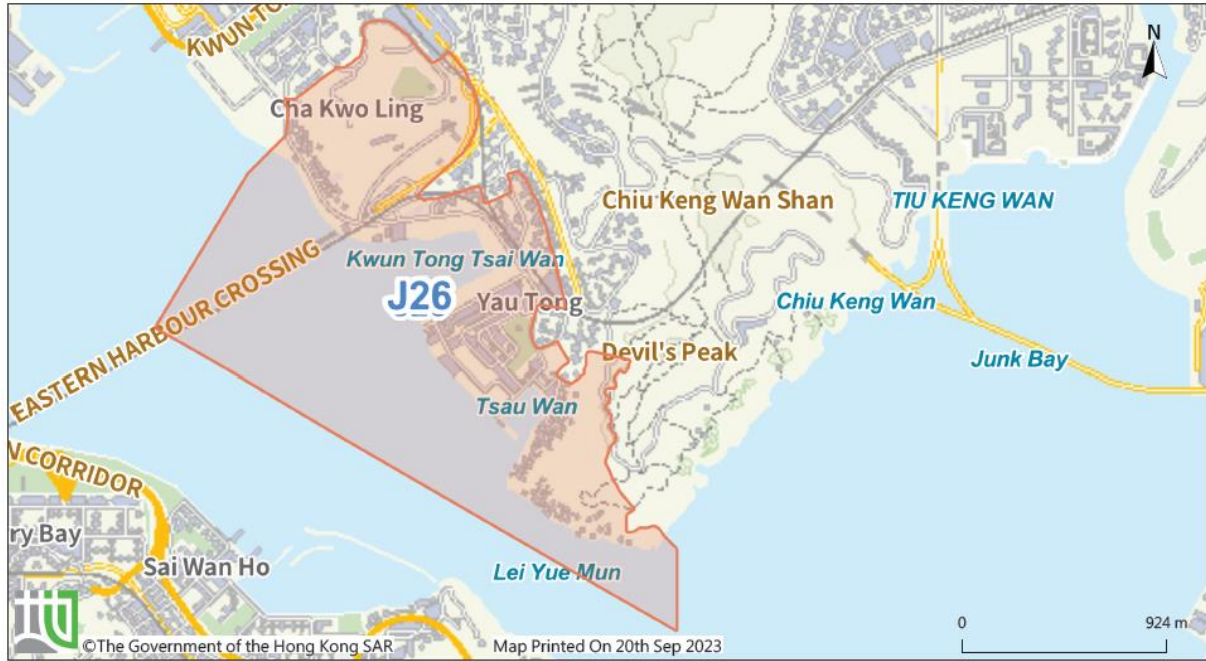 KWUN TO
N
Cha Kwo Ling
Chiu Keng Wan Shan
TIU KENG WAN
Kwun Tong Tsai Wan
J26
Yau Tong
Chiu Keng Wan
EASTERN HARBOUR CROSSING
Devil's Peak
Junk Bay
Tsau Wan
N CORRIDOR
ry Bay
Sai Wan Ho
Lei Yue Mun
0 924 m
©The Government of the Hong Kong SAR Map Printed On 20th Sep 2023